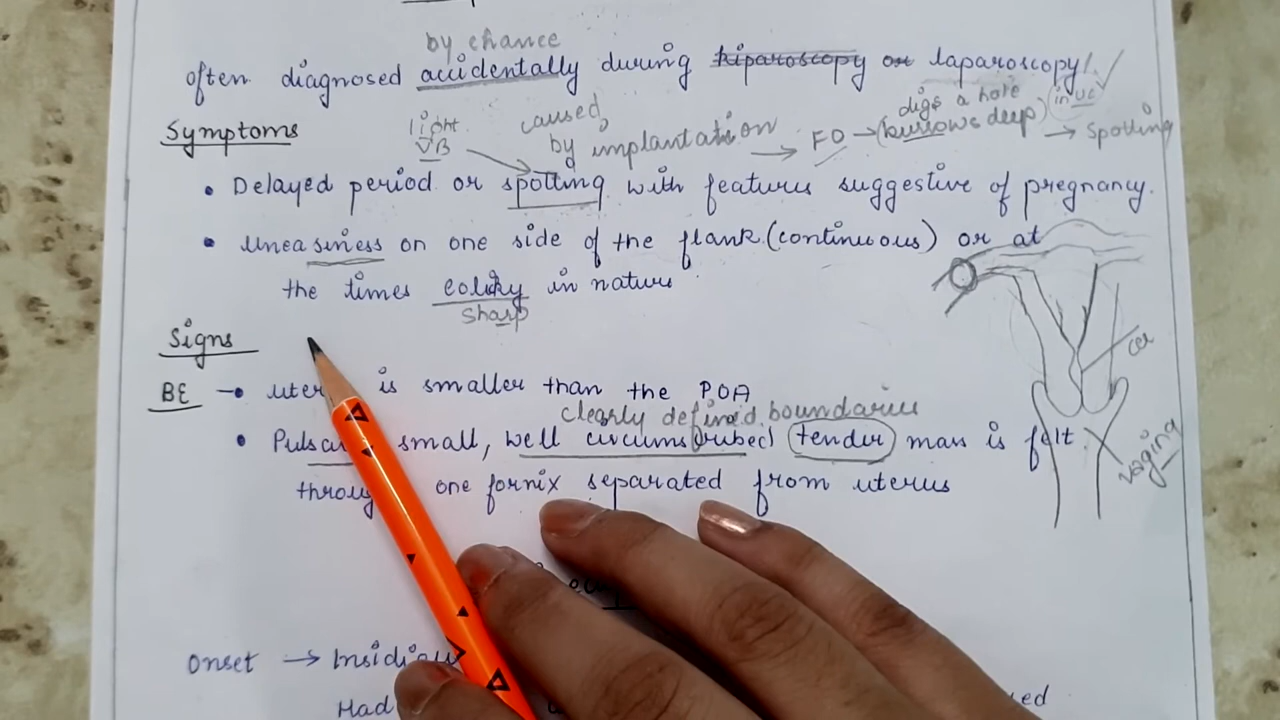 by chance
often diagnosed accidentally during hiparoscopy or laparoscopy/.
digs a hole
light caused
VB by implantation → FO → (burrows deep) (in UC) → Spotting
Symptoms
• Delayed period or spotting with features suggestive of pregnancy.
• Uneasiness on one side of the flank (continuous) or at
the times colicky in nature
sharp
Signs
Cer
BE → uter is smaller than the POA
clearly defined boundaries
• small, well circumscribed tender mass is felt
one fornix separated from uterus
vagina
Onset → Insidious
Had ed